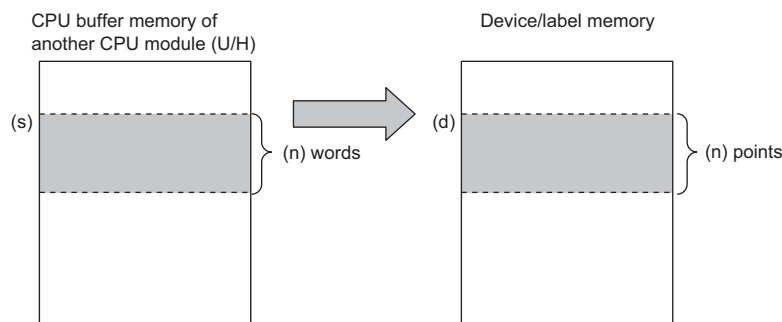 CPU buffer memory of
another CPU module (U/H)
Device/label memory
(s)
(n) words
(d)
(n) points